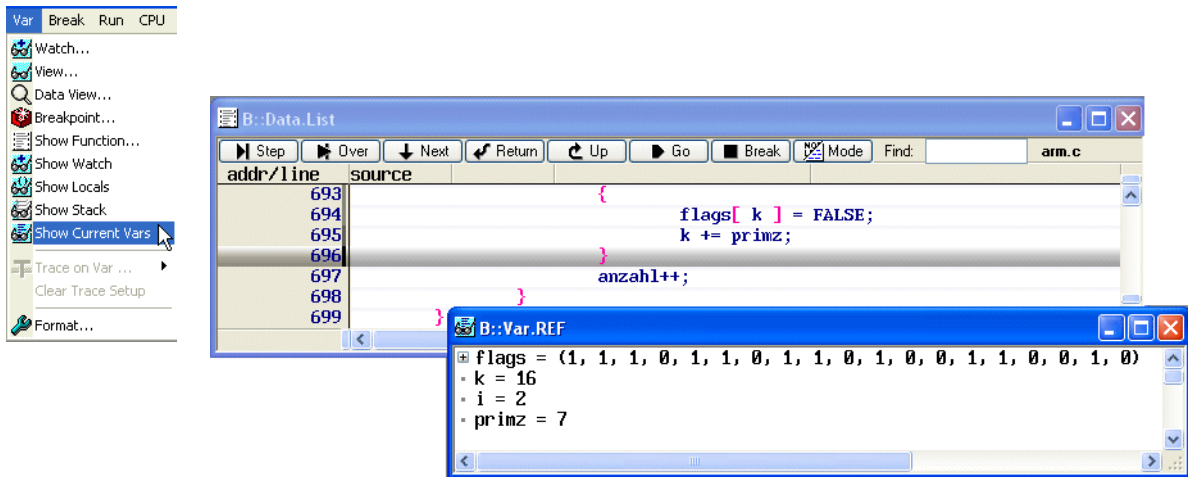 Var Break Run CPU
Watch...
View...
Data View...
Breakpoint...
Show Function...
Show Watch
Show Locals
Show Stack
Show Current Vars
Trace on Var ...
Clear Trace Setup
Format...
B::Data.List
Step Over Next Return Up Go Break Mode Find: arm.c
addr/line source
693 {
694 flags[ k ] = FALSE;
695 k += primz;
696 }
697 anzahl++;
698 }
699 }
B::Var.REF
flags = (1, 1, 1, 0, 1, 1, 0, 1, 1, 0, 1, 0, 0, 1, 1, 0, 0, 1, 0)
k = 16
i = 2
primz = 7